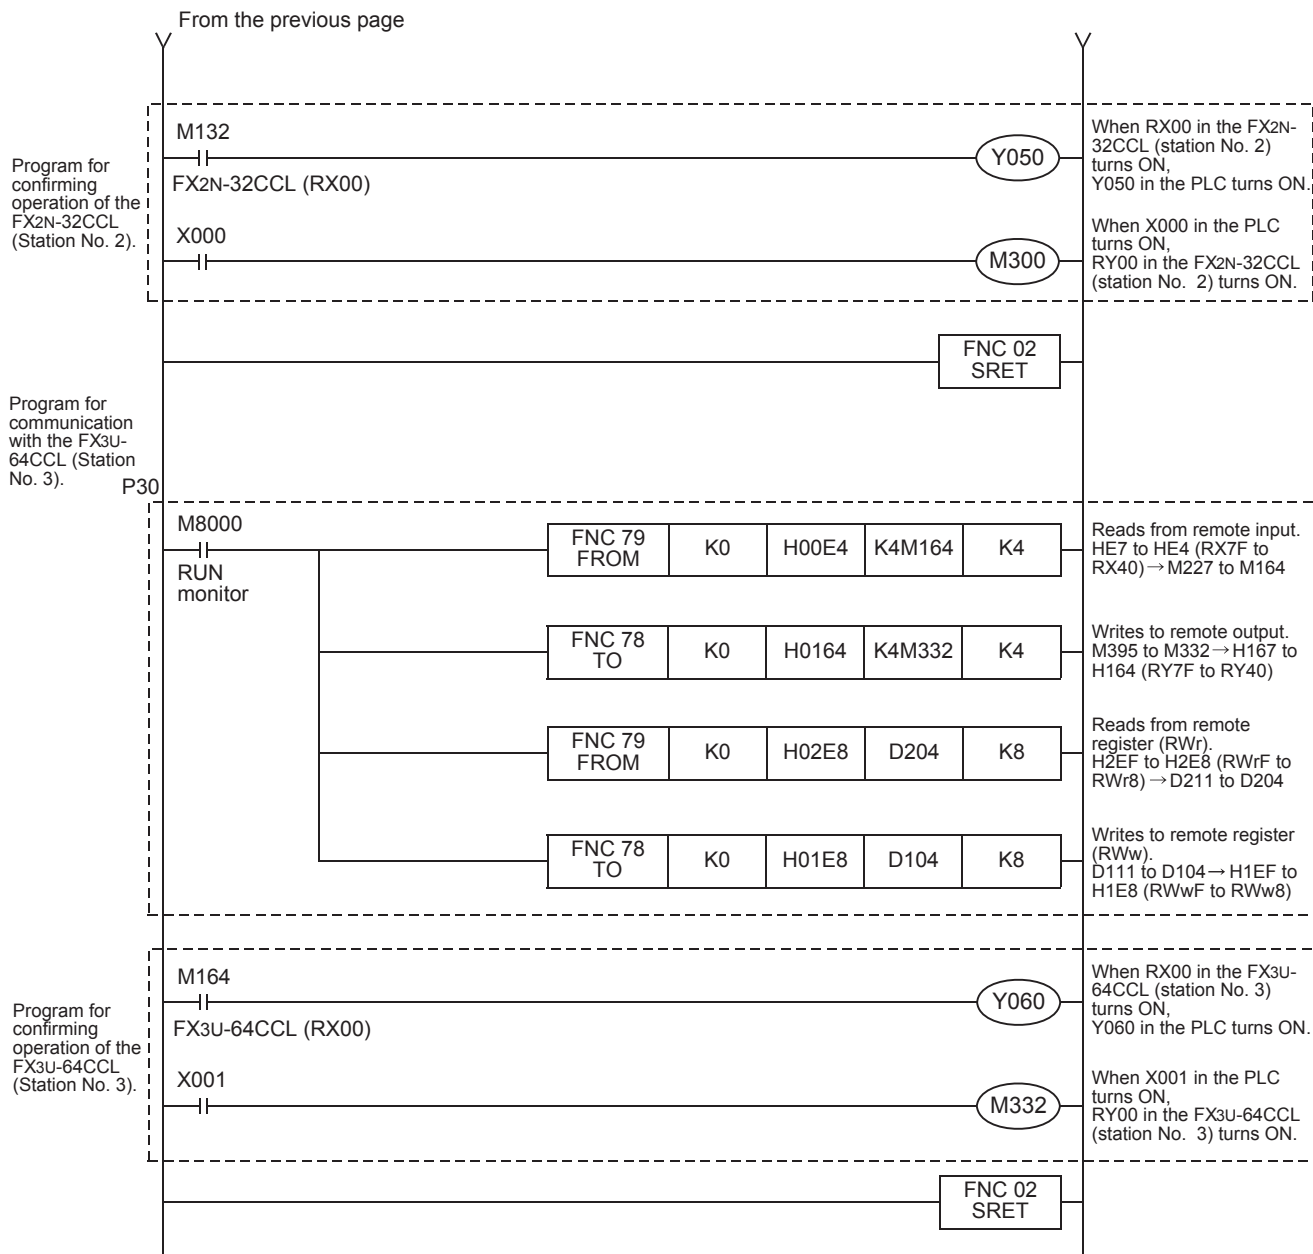 From the previous page
Program for
confirming
operation of the
FX2N-32CCL
(Station No. 2).
M132
FX2N-32CCL (RX00)
Y050
When RX00 in the FX2N-
32CCL (station No. 2)
turns ON,
Y050 in the PLC turns ON.
X000
M300
When X000 in the PLC
turns ON,
RY00 in the FX2N-32CCL
(station No. 2) turns ON.
FNC 02
SRET
Program for
communication
with the FX3U-
64CCL (Station
No. 3).
P30
M8000
RUN
monitor
FNC 79
FROM
K0
H00E4
K4M164
K4
Reads from remote input.
HE7 to HE4 (RX7F to
RX40)→M227 to M164
FNC 78
TO
K0
H0164
K4M332
K4
Writes to remote output.
M395 to M332→H167 to
H164 (RY7F to RY40)
FNC 79
FROM
K0
H02E8
D204
K8
Reads from remote
register (RWr).
H2EF to H2E8 (RWrF to
RWr8)→D211 to D204
FNC 78
TO
K0
H01E8
D104
K8
Writes to remote register
(RWw).
D111 to D104→H1EF to
H1E8 (RWwF to RWw8)
Program for
confirming
operation of the
FX3U-64CCL
(Station No. 3).
M164
FX3U-64CCL (RX00)
Y060
When RX00 in the FX3U-
64CCL (station No. 3)
turns ON,
Y060 in the PLC turns ON.
X001
M332
When X001 in the PLC
turns ON,
RY00 in the FX3U-64CCL
(station No. 3) turns ON.
FNC 02
SRET